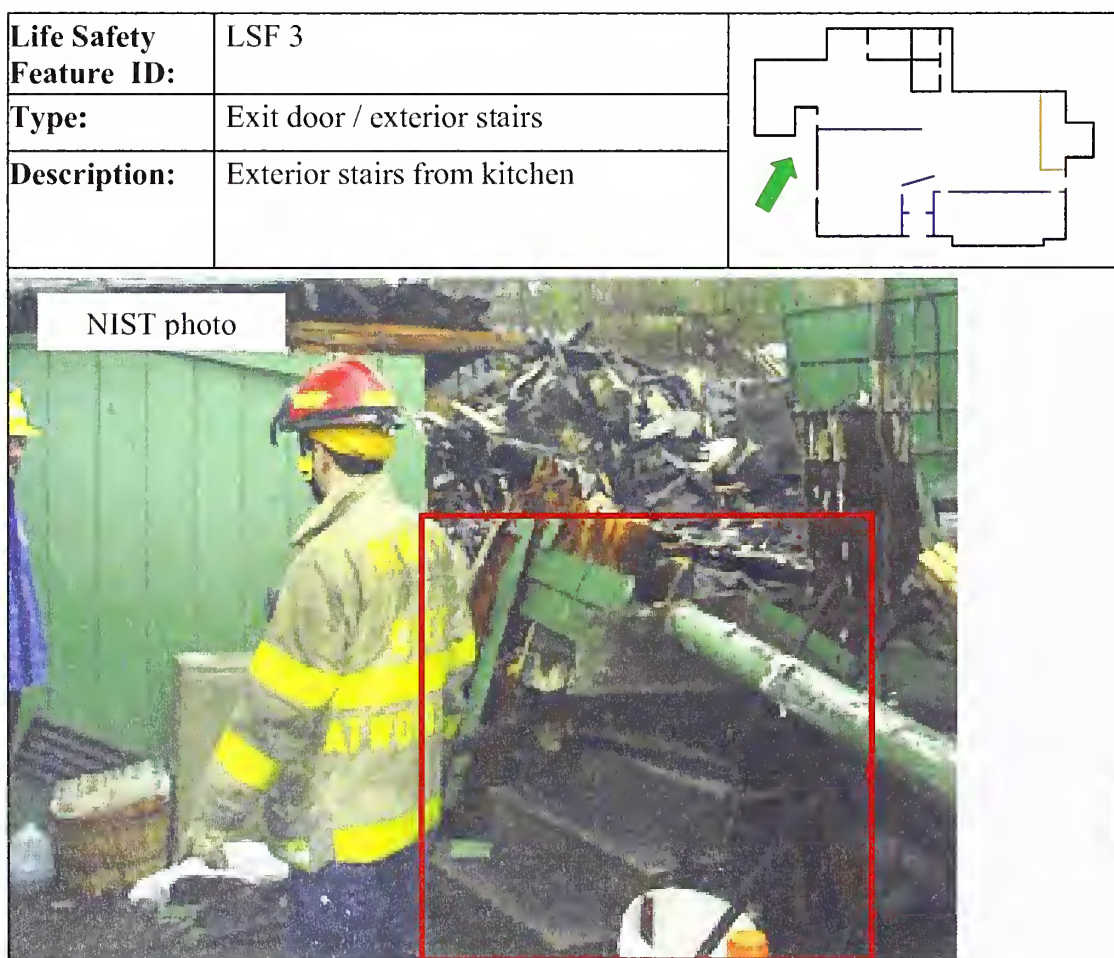 Life Safety
Feature ID:
LSF 3
Type:
Exit door / exterior stairs
Description:
Exterior stairs from kitchen
NIST photo